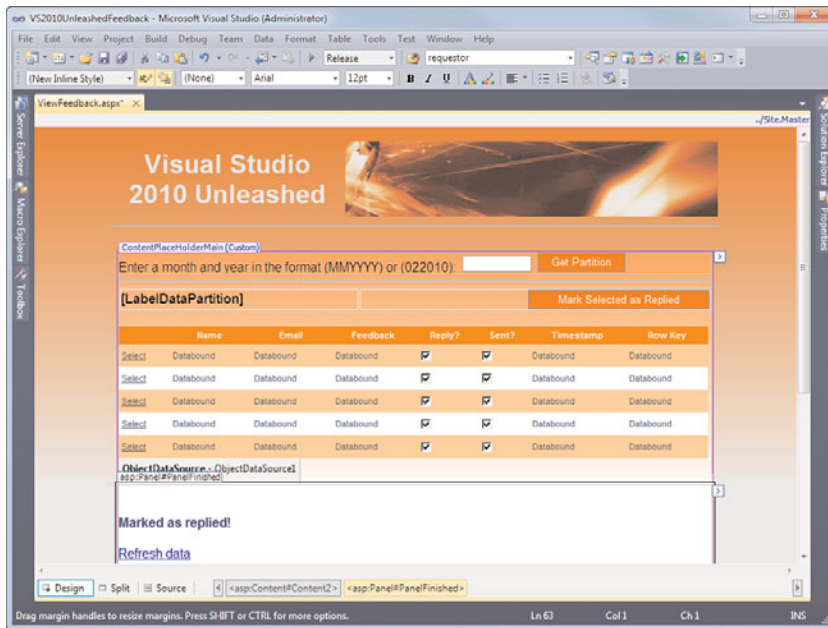 VS2010UnleashedFeedback - Microsoft Visual Studio (Administrator)
File Edit View Project Build Debug Team Data Format Table Tools Test Window Help
Release requestor
(New Inline Style) (None) Arial 12pt B I U A
ViewFeedback.aspx*
../Site.Master
Server Explorer
Macro Explorer
Toolbox
Solution Explorer
Properties
Visual Studio
2010 Unleashed
ContentPlaceHolderMain (Custom)
Enter a month and year in the format (MMYYYY) or (022010): Get Partition
[LabelDataPartition] Mark Selected as Replied
Name Email Feedback Reply? Sent? Timestamp Row Key
Select Databound Databound Databound Databound Databound
Select Databound Databound Databound Databound Databound
Select Databound Databound Databound Databound Databound
Select Databound Databound Databound Databound Databound
Select Databound Databound Databound Databound Databound
ObjectDataSource - ObjectDataSource1
asp:Panel#PanelFinished
Marked as replied!
Refresh data
Design Split Source <asp:Content#Content2> <asp:Panel#PanelFinished>
Drag margin handles to resize margins. Press SHIFT or CTRL for more options. Ln 63 Col 1 Ch 1 INS